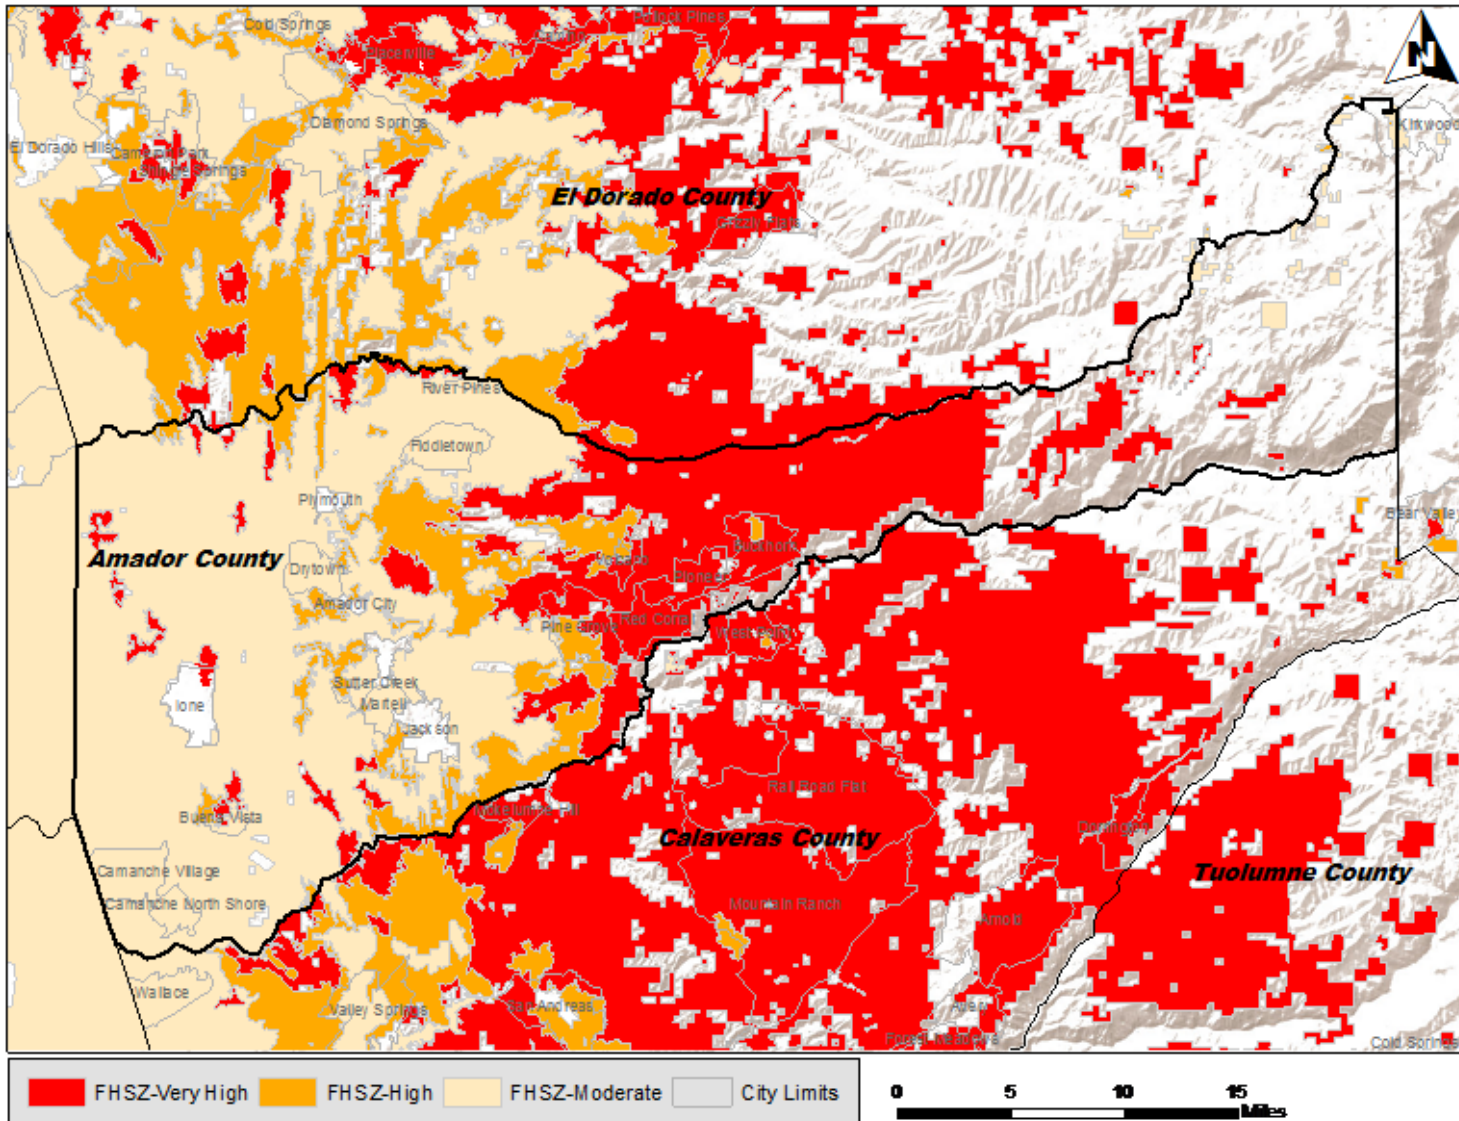 Cold Springs
Pollock Pines
Camino
Placerville
N
Diamond Springs
Kirkwood
El Dorado Hills
Cameron Park
Shingle Springs
El Dorado County
Grizzly Flats
River Pines
Fiddletown
Plymouth
Bear Valley
Amador County
Buckhorn
Drytown
Volcano
Pioneer
Amador City
Pine Grove
Red Corral
West Point
Sutter Creek
Martell
Ione
Jackson
Rail Road Flat
Buena Vista
Mokelumne Hill
Calaveras County
Dorrington
Tuolumne County
Camanche Village
Camanche North Shore
Mountain Ranch
Arnold
Wallace
Valley Springs
San Andreas
Avery
Forest Meadows
Cold Springs
FHSZ-Very High
FHSZ-High
FHSZ-Moderate
City Limits
0 5 10 15
Miles